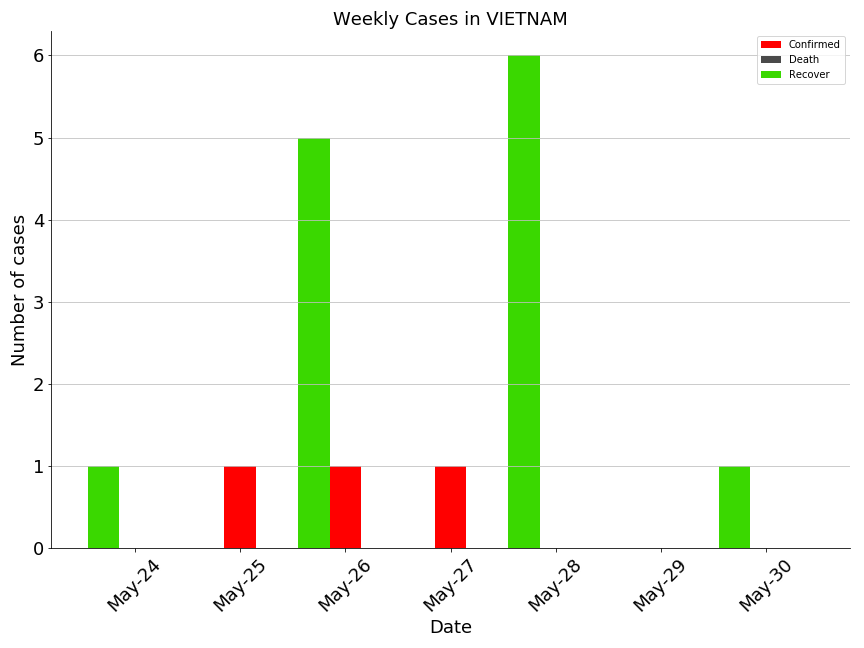 Weekly Cases in VIETNAM
Confirmed
Death
Recover
Number of cases
6
5
4
3
2
1
0
May-24
May-25
May-26
May-27
May-28
May-29
May-30
Date